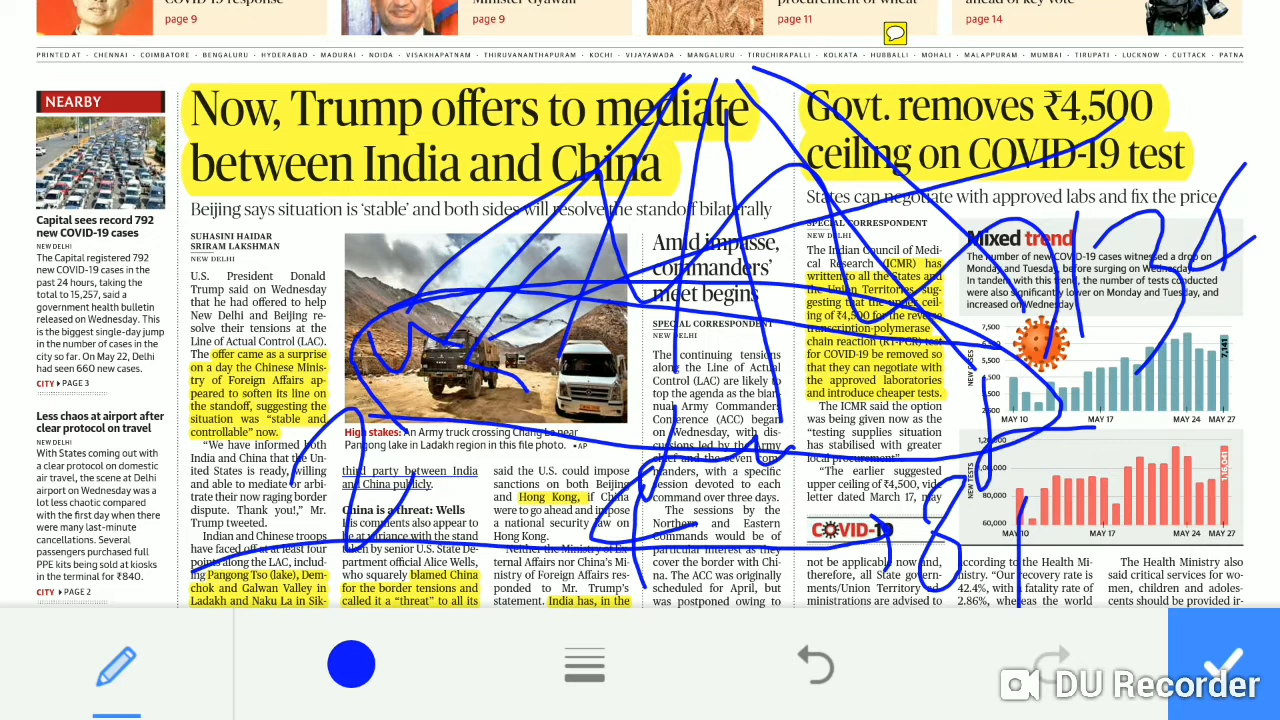 COVID-19 response
page 9
Minister Gyawali
page 9
procurement of wheat
page 11
ahead of key vote
page 14
PRINTED AT · CHENNAI · COIMBATORE · BENGALURU · HYDERABAD · MADURAI · NOIDA · VISAKHAPATNAM · THIRUVANANTHAPURAM · KOCHI · VIJAYAWADA · MANGALURU · TIRUCHIRAPALLI · KOLKATA · HUBBALLI · MOHALI · MALAPPURAM · MUMBAI · TIRUPATI · LUCKNOW · CUTTACK · PATNA
NEARBY
Capital sees record 792
new COVID-19 cases
NEW DELHI
The Capital registered 792
new COVID-19 cases in the
past 24 hours, taking the
total to 15,257, said a
government health bulletin
released on Wednesday. This
is the biggest single-day jump
in the number of cases in the
city so far. On May 22, Delhi
had seen 660 new cases.
CITY ▸ PAGE 3
Less chaos at airport after
clear protocol on travel
NEW DELHI
With States coming out with
a clear protocol on domestic
air travel, the scene at Delhi
airport on Wednesday was a
lot less chaotic compared
with the first day when there
were many last-minute
cancellations. Several
passengers purchased full
PPE kits being sold at kiosks
in the terminal for ₹840.
CITY ▸ PAGE 2
Now, Trump offers to mediate
between India and China
Beijing says situation is ‘stable’ and both sides will resolve the standoff bilaterally
SUHASINI HAIDAR
SRIRAM LAKSHMAN
NEW DELHI
U.S. President Donald
Trump said on Wednesday
that he had offered to help
New Delhi and Beijing re-
solve their tensions at the
Line of Actual Control (LAC).
The offer came as a surprise
on a day the Chinese Minis-
try of Foreign Affairs ap-
peared to soften its line on
the standoff, suggesting the
situation was “stable and
controllable” now.
“We have informed both
India and China that the Un-
ited States is ready, willing
and able to mediate or arbi-
trate their now raging border
dispute. Thank you!,” Mr.
Trump tweeted.
Indian and Chinese troops
have faced off at at least four
points along the LAC, includ-
ing Pangong Tso (lake), Dem-
chok and Galwan Valley in
Ladakh and Naku La in Sik-
High stakes: An Army truck crossing Chang La near
Pangong lake in Ladakh region in this file photo. • AP
third party between India
and China publicly.
China is a threat: Wells
His comments also appear to
be at variance with the stand
taken by senior U.S. State De-
partment official Alice Wells,
who squarely blamed China
for the border tensions and
called it a “threat” to all its
said the U.S. could impose
sanctions on both Beijing
and Hong Kong, if China
were to go ahead and impose
a national security law on
Hong Kong.
Neither the Ministry of Ex-
ternal Affairs nor China's Mi-
nistry of Foreign Affairs res-
ponded to Mr. Trump's
statement. India has, in the
Amid impasse,
commanders’
meet begins
SPECIAL CORRESPONDENT
NEW DELHI
The continuing tensions
along the Line of Actual
Control (LAC) are likely to
top the agenda as the bian-
nual Army Commanders
Conference (ACC) began
on Wednesday, with dis-
cussions led by the Army
chief and the seven com-
manders, with a specific
session devoted to each
command over three days.
The sessions by the
Northern and Eastern
Commands would be of
particular interest as they
cover the border with Chi-
na. The ACC was originally
scheduled for April, but
was postponed owing to
Govt. removes ₹4,500
ceiling on COVID-19 test
States can negotiate with approved labs and fix the price
SPECIAL CORRESPONDENT
NEW DELHI
The Indian Council of Medi-
cal Research (ICMR) has
written to all the States and
the Union Territories sug-
gesting that the upper ceil-
ing of ₹4,500 for the reverse
transcription-polymerase
chain reaction (RT-PCR) test
for COVID-19 be removed so
that they can negotiate with
the approved laboratories
and introduce cheaper tests.
The ICMR said the option
was being given now as the
“testing supplies situation
has stabilised with greater
local procurement”.
“The earlier suggested
upper ceiling of ₹4,500, vide
letter dated March 17, may
COVID-19
not be applicable now and,
therefore, all State govern-
ments/Union Territory ad-
ministrations are advised to
Mixed trend
The number of new COVID-19 cases witnessed a drop on
Monday and Tuesday, before surging on Wednesday.
In tandem with this trend, the number of tests conducted
were also significantly lower on Monday and Tuesday, and
increased on Wednesday
NEW CASES
7,500
6,500
5,500
4,500
3,500
2,500
7,141
MAY 10
MAY 17
MAY 24
MAY 27
NEW TESTS
1,20,000
1,00,000
80,000
60,000
1,16,041
MAY 10
MAY 17
MAY 24
MAY 27
According to the Health Mi-
nistry. “Our recovery rate is
42.4%, with a fatality rate of
2.86%, whereas the world
The Health Ministry also
said critical services for wo-
men, children and adoles-
cents should be provided ir-
DU Recorder